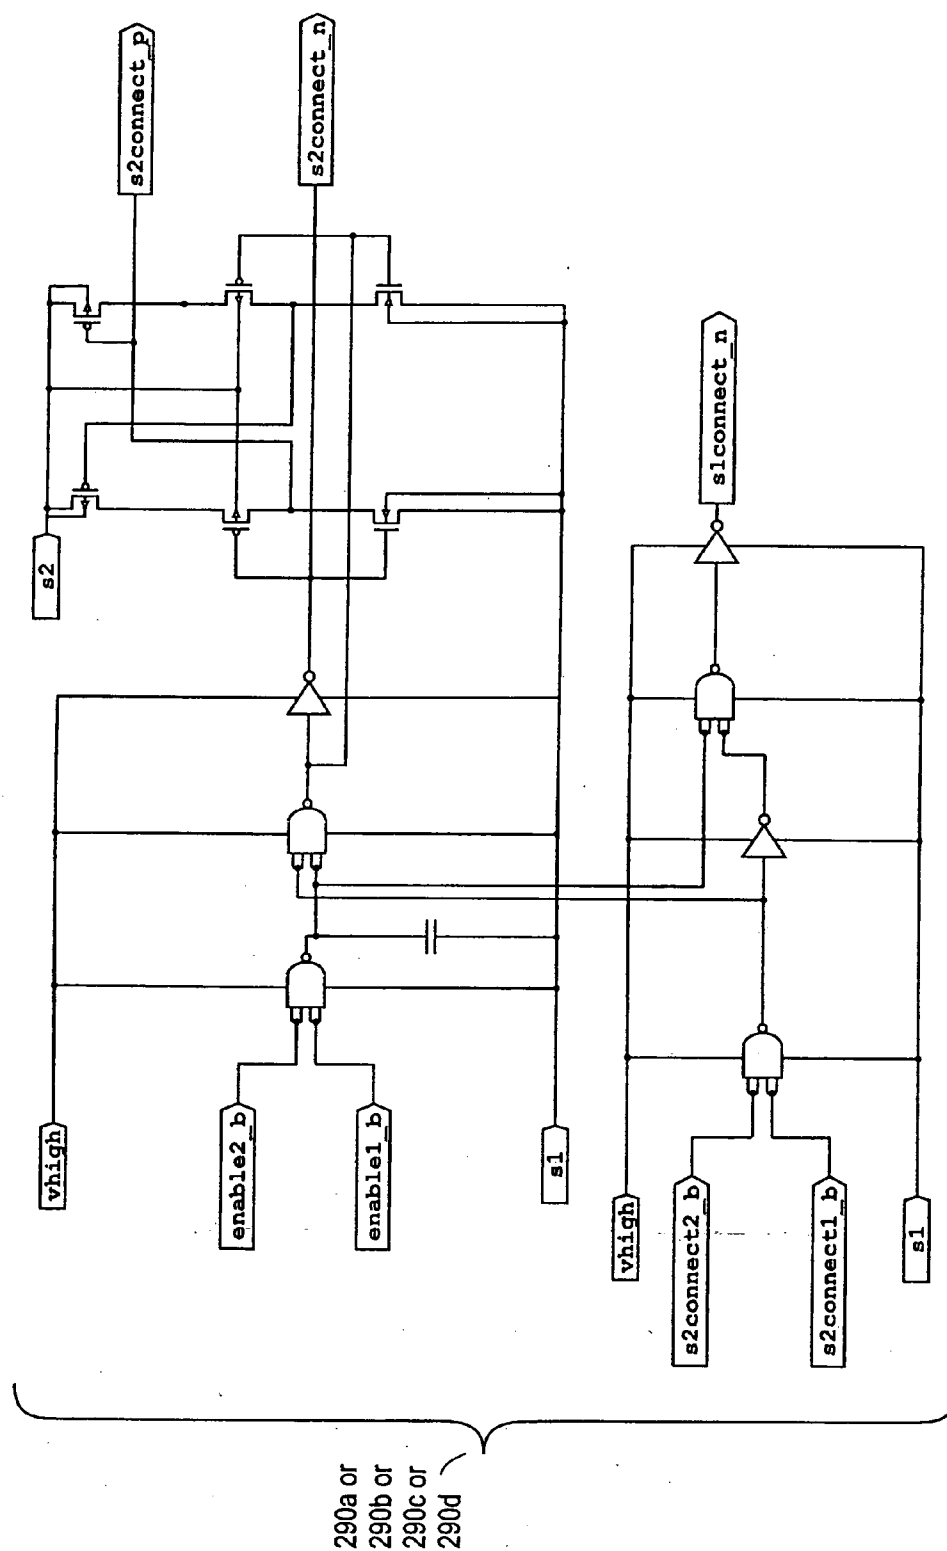 vhigh
s2
s2connect_p
enable2_b
s2connect_n
enable1_b
s1
290a or
290b or
290c or
290d
vhigh
s2connect2_b
s1connect_n
s2connect1_b
s1